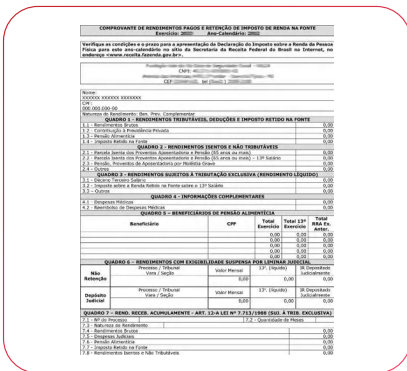 COMPROVANTE DE RENDIMENTOS PAGOS E RETENÇÃO DE IMPOSTO DE RENDA NA FONTE
Exercício: Ano-Calendário:
Verifique as condições e o prazo para a apresentação da Declaração do Imposto sobre a Renda da Pessoa
Física para este ano-calendário no sítio da Secretaria da Receita Federal do Brasil na Internet, no
endereço <www.receita.fazenda.gov.br>.
CNPJ:
CEP
Nome:
XXXXXX XXXXXXX XXXXXXXX
CPF:
000.000.000-00
Natureza do Rendimento: Ben. Prev. Complementar
QUADRO 1 - RENDIMENTOS TRIBUTÁVEIS, DEDUÇÕES E IMPOSTO RETIDO NA FONTE
1.1 - Rendimentos Brutos 0,00
1.2 - Contribuição à Previdência Privada 0,00
1.3 - Pensão Alimentícia 0,00
1.4 - Imposto Retido na Fonte 0,00
QUADRO 2 - RENDIMENTOS ISENTOS E NÃO TRIBUTÁVEIS
2.1 - Parcela Isenta dos Proventos Aposentadoria e Pensão (65 anos ou mais) 0,00
2.2 - Parcela Isenta dos Proventos Aposentadoria e Pensão (65 anos ou mais) - 13º Salário 0,00
2.3 - Pensão, Proventos de Aposentadoria por Moléstia Grave 0,00
2.4 - Outros 0,00
QUADRO 3 - RENDIMENTOS SUJEITOS À TRIBUTAÇÃO EXCLUSIVA (RENDIMENTO LÍQUIDO)
3.1 - Décimo Terceiro Salário 0,00
3.2 - Imposto sobre a Renda Retido na Fonte sobre o 13º Salário 0,00
3.3 - Outros 0,00
QUADRO 4 - INFORMAÇÕES COMPLEMENTARES
4.1 - Despesas Médicas 0,00
4.2 - Reembolso de Despesas Médicas 0,00
QUADRO 5 - BENEFICIÁRIOS DE PENSÃO ALIMENTÍCIA
Beneficiário CPF Total Exercício Total 13º Exercício Total RRA Ex. Anter.
0,00 0,00 0,00
0,00 0,00 0,00
0,00 0,00 0,00
0,00 0,00 0,00
0,00 0,00 0,00
QUADRO 6 - RENDIMENTOS COM EXIGIBILIDADE SUSPENSA POR LIMINAR JUDICIAL
Não Retenção Processo / Tribunal Vara / Seção Valor Mensal 13º. (líquido) IR Depositado Judicialmente
0,00 0,00 0,00
Depósito Judicial Processo / Tribunal Vara / Seção Valor Mensal 13º. (líquido) IR Depositado Judicialmente
0,00 0,00 0,00
QUADRO 7 - REND. RECEB. ACUMULAMENTE - ART. 12-A LEI Nº 7.713/1988 (SUJ. À TRIB. EXCLUSIVA)
7.1 - Nº do Processo 7.2 - Quantidade de Meses 0,00
7.3 - Natureza do Rendimento
7.4 - Rendimentos Brutos 0,00
7.5 - Despesas Judiciais 0,00
7.6 - Pensão Alimentícia 0,00
7.7 - Imposto Retido na Fonte 0,00
7.8 - Rendimentos Isentos e Não Tributáveis 0,00